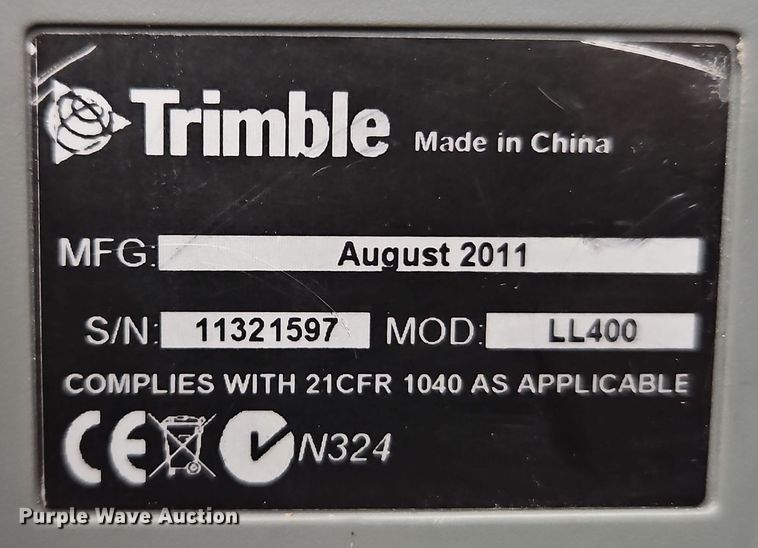 Trimble Made in China
MFG: August 2011
S/N: 11321597 MOD: LL400
COMPLIES WITH 21CFR 1040 AS APPLICABLE
CE N324
Purple Wave Auction